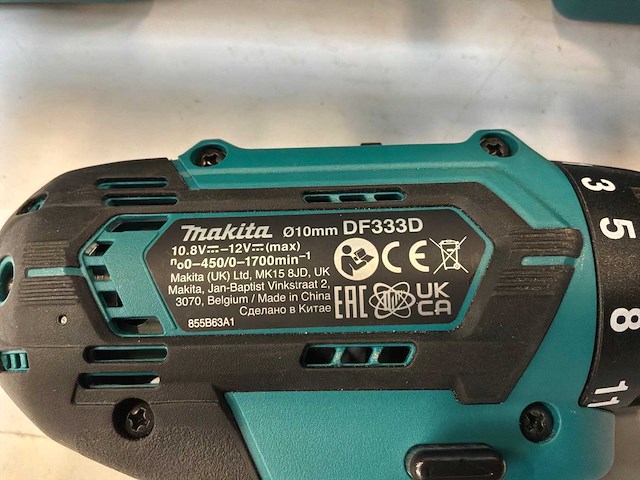 makita Ø10mm DF333D
10.8V⎓–12V⎓(max)
n₀0–450/0–1700min⁻¹
Makita (UK) Ltd, MK15 8JD, UK
Makita, Jan-Baptist Vinkstraat 2,
3070, Belgium / Made in China
Сделано в Китае
855B63A1
CE
EAC
UK
CA
3
5
8
11